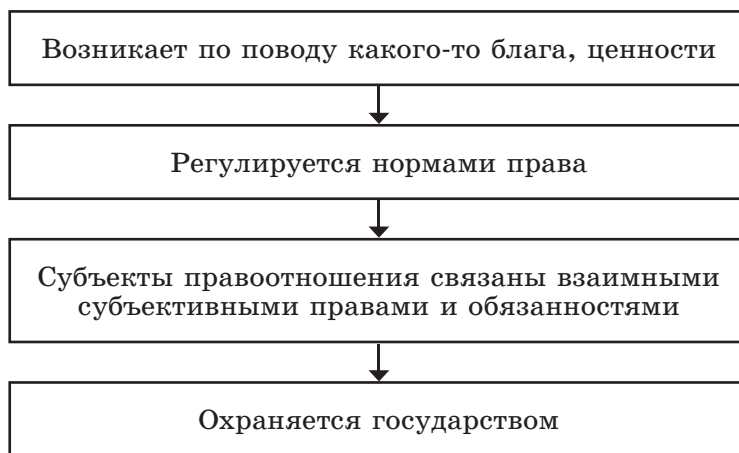 Возникает по поводу какого-то блага, ценности
Регулируется нормами права
Субъекты правоотношения связаны взаимными
субъективными правами и обязанностями
Охраняется государством